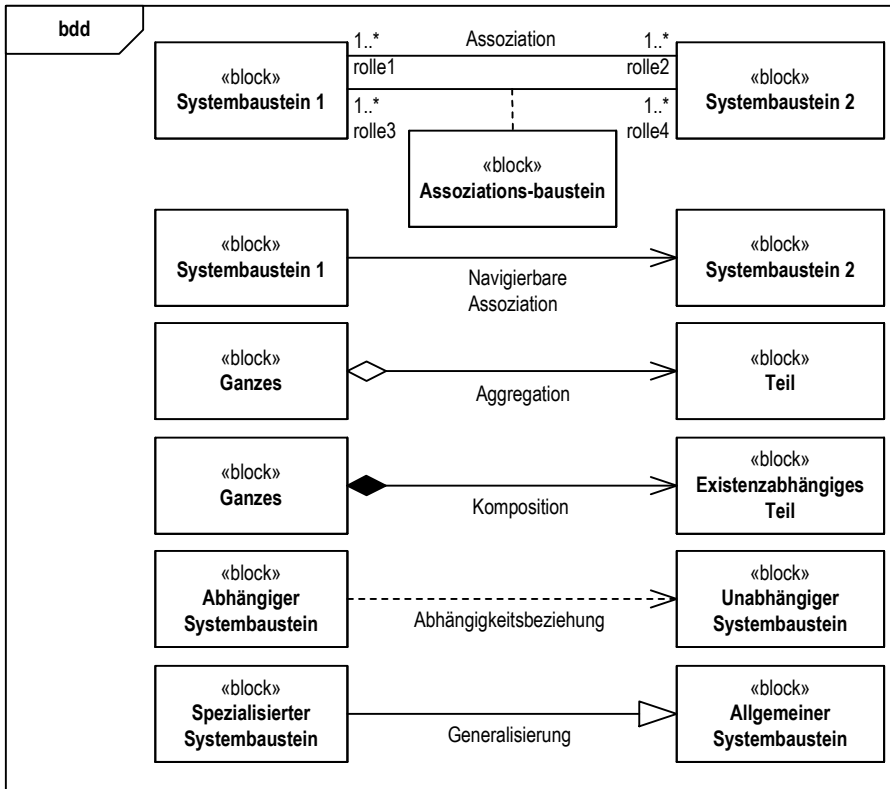 bdd
1..*
Assoziation
1..*
rolle1
rolle2
«block»
Systembaustein 1
«block»
Systembaustein 2
1..*
rolle3
1..*
rolle4
«block»
Assoziations-baustein
«block»
Systembaustein 1
Navigierbare
Assoziation
«block»
Systembaustein 2
«block»
Ganzes
Aggregation
«block»
Teil
«block»
Ganzes
Komposition
«block»
Existenzabhängiges
Teil
«block»
Abhängiger
Systembaustein
Abhängigkeitsbeziehung
«block»
Unabhängiger
Systembaustein
«block»
Spezialisierter
Systembaustein
Generalisierung
«block»
Allgemeiner
Systembaustein